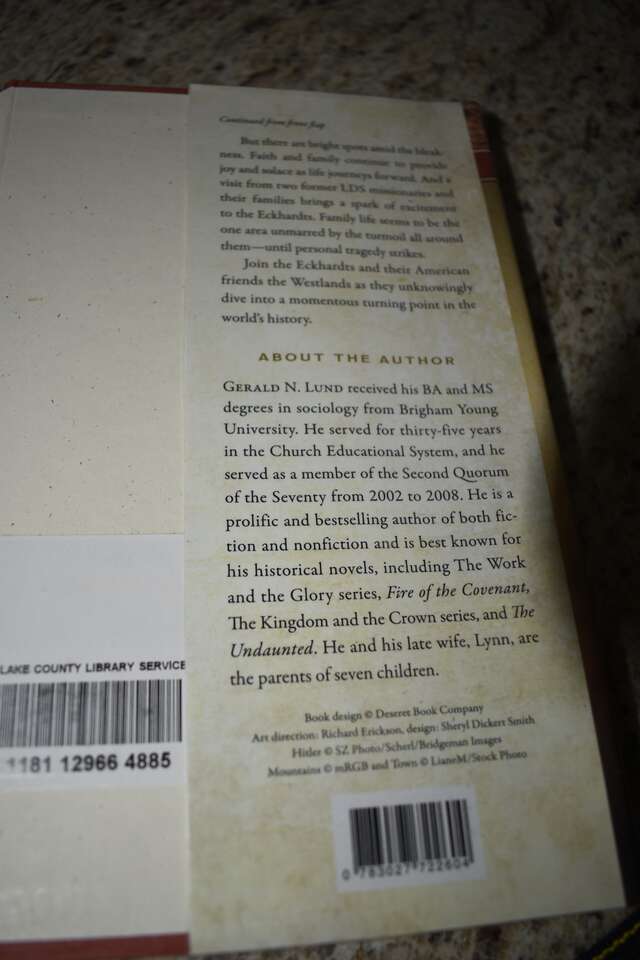 Continued from front flap
But there are bright spots amid the bleak-
ness. Faith and family continue to provide
joy and solace as life journeys forward. And a
visit from two former LDS missionaries and
their families brings a spark of excitement
to the Eckhardts. Family life seems to be the
one area unmarred by the turmoil all around
them—until personal tragedy strikes.
Join the Eckhardts and their American
friends the Westlands as they unknowingly
dive into a momentous turning point in the
world's history.
ABOUT THE AUTHOR
GERALD N. LUND received his BA and MS
degrees in sociology from Brigham Young
University. He served for thirty-five years
in the Church Educational System, and he
served as a member of the Second Quorum
of the Seventy from 2002 to 2008. He is a
prolific and bestselling author of both fic-
tion and nonfiction and is best known for
his historical novels, including The Work
and the Glory series, Fire of the Covenant,
The Kingdom and the Crown series, and The
Undaunted. He and his late wife, Lynn, are
the parents of seven children.
Book design © Deseret Book Company
Art direction: Richard Erickson, design: Sheryl Dickert Smith
Hitler © SZ Photo/Scherl/Bridgeman Images
Mountains © mRGB and Town © LianeM/Stock Photo
0 783027 722604
LAKE COUNTY LIBRARY SERVICE
1181 12966 4885